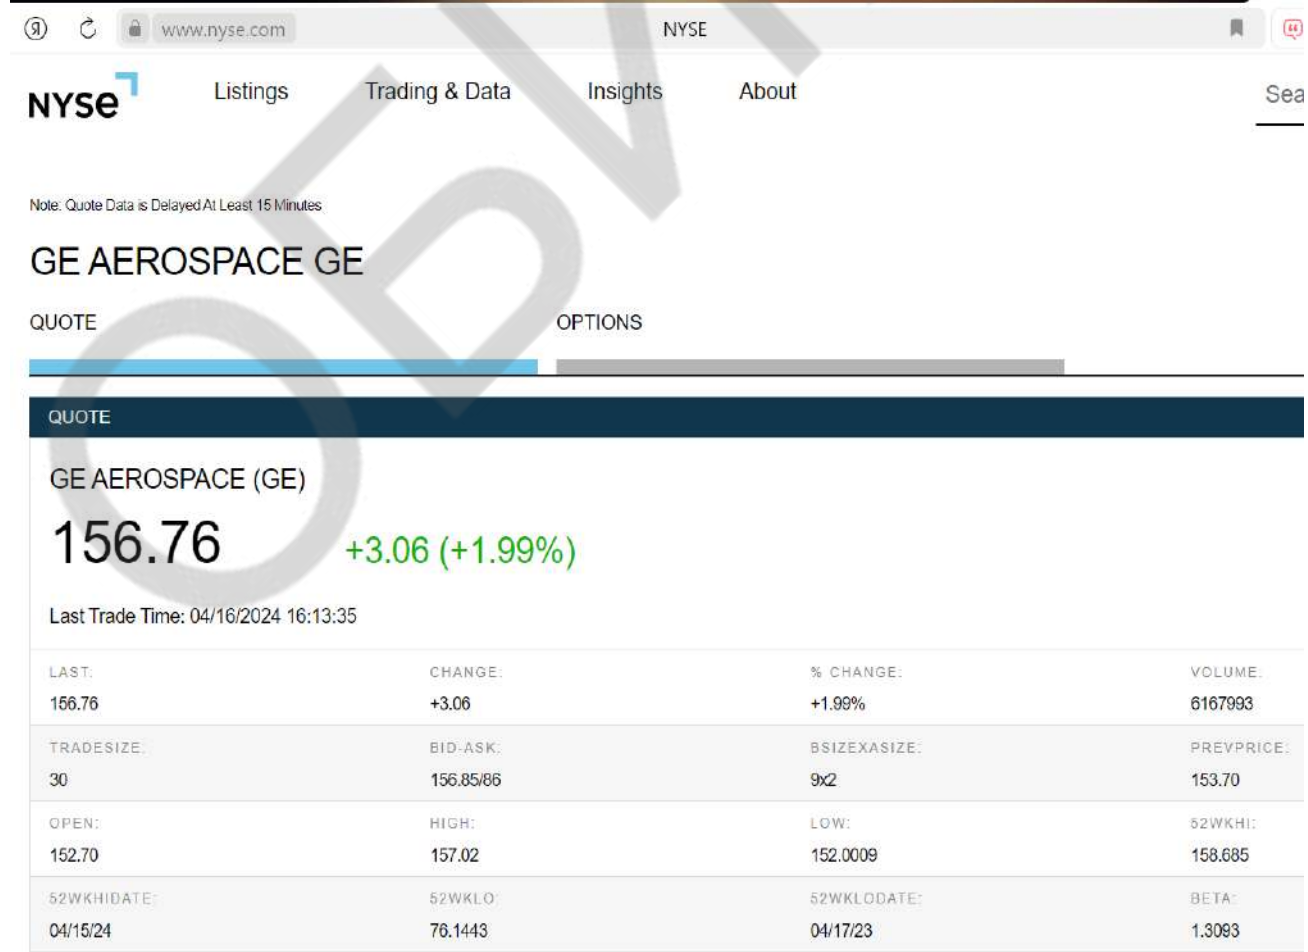 Я www.nyse.com NYSE
NYSE Listings Trading & Data Insights About Sea
Note: Quote Data is Delayed At Least 15 Minutes
GE AEROSPACE GE
QUOTE OPTIONS
QUOTE
GE AEROSPACE (GE)
156.76 +3.06 (+1.99%)
Last Trade Time: 04/16/2024 16:13:35
LAST: CHANGE: % CHANGE: VOLUME:
156.76 +3.06 +1.99% 6167993
TRADESIZE: BID-ASK: BSIZEXASIZE: PREVPRICE:
30 156.85/86 9x2 153.70
OPEN: HIGH: LOW: 52WKHI:
152.70 157.02 152.0009 158.685
52WKHIDATE: 52WKLO: 52WKLODATE: BETA:
04/15/24 76.1443 04/17/23 1.3093